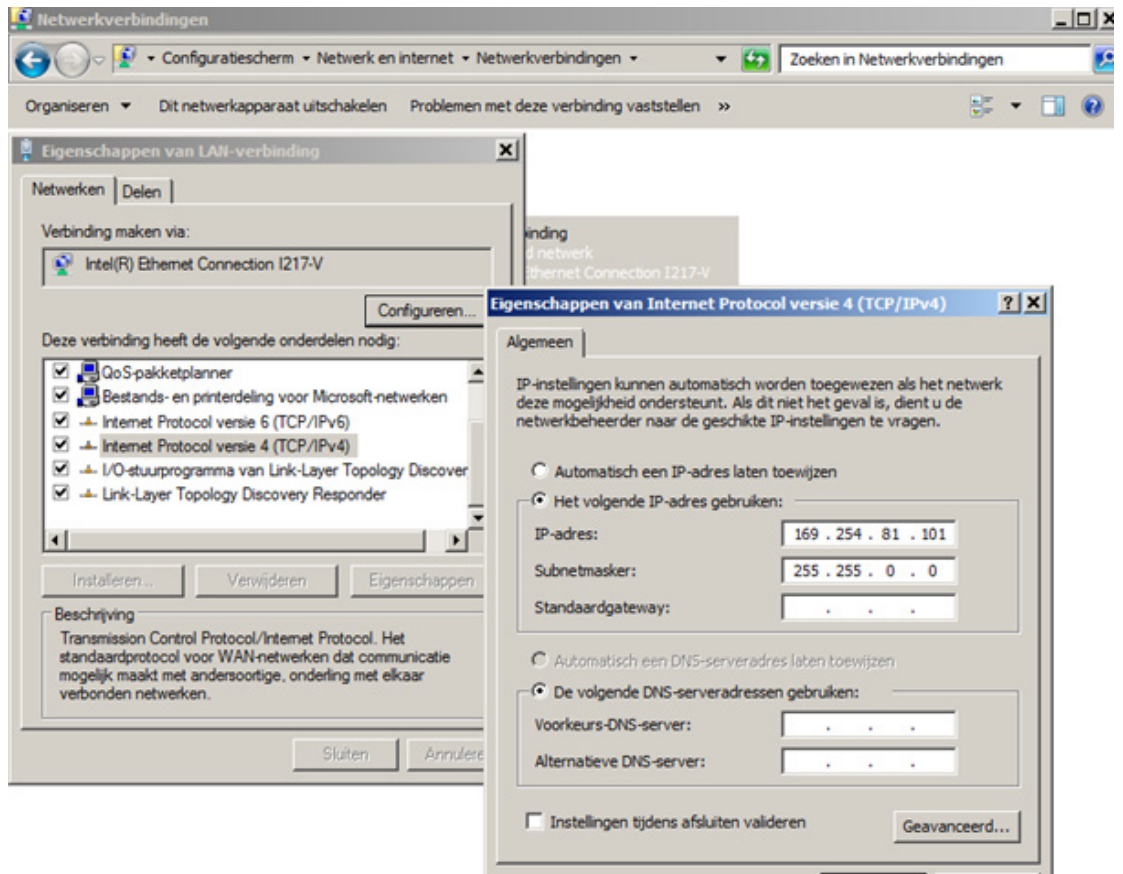 Netwerkverbindingen
Configuratiescherm Netwerk en internet Netwerkverbindingen
Zoeken in Netwerkverbindingen
Organiseren Dit netwerkapparaat uitschakelen Problemen met deze verbinding vaststellen »
Eigenschappen van LAN-verbinding
Netwerken Delen
Verbinding maken via:
Intel(R) Ethernet Connection I217-V
Configureren...
Deze verbinding heeft de volgende onderdelen nodig:
QoS-pakketplanner
Bestands- en printerdeling voor Microsoft-netwerken
Internet Protocol versie 6 (TCP/IPv6)
Internet Protocol versie 4 (TCP/IPv4)
I/O-stuurprogramma van Link-Layer Topology Discover
Link-Layer Topology Discovery Responder
Installeren... Verwijderen Eigenschappen
Beschrijving
Transmission Control Protocol/Internet Protocol. Het
standaardprotocol voor WAN-netwerken dat communicatie
mogelijk maakt met andersoortige, onderling met elkaar
verbonden netwerken.
Sluiten Annulere
inding
d netwerk
thernet Connection I217-V
Eigenschappen van Internet Protocol versie 4 (TCP/IPv4)
Algemeen
IP-instellingen kunnen automatisch worden toegewezen als het netwerk
deze mogelijkheid ondersteunt. Als dit niet het geval is, dient u de
netwerkbeheerder naar de geschikte IP-instellingen te vragen.
Automatisch een IP-adres laten toewijzen
Het volgende IP-adres gebruiken:
IP-adres: 169 . 254 . 81 . 101
Subnetmasker: 255 . 255 . 0 . 0
Standaardgateway: . . .
Automatisch een DNS-serveradres laten toewijzen
De volgende DNS-serveradressen gebruiken:
Voorkeurs-DNS-server: . . .
Alternatieve DNS-server: . . .
Instellingen tijdens afsluiten valideren
Geavanceerd...